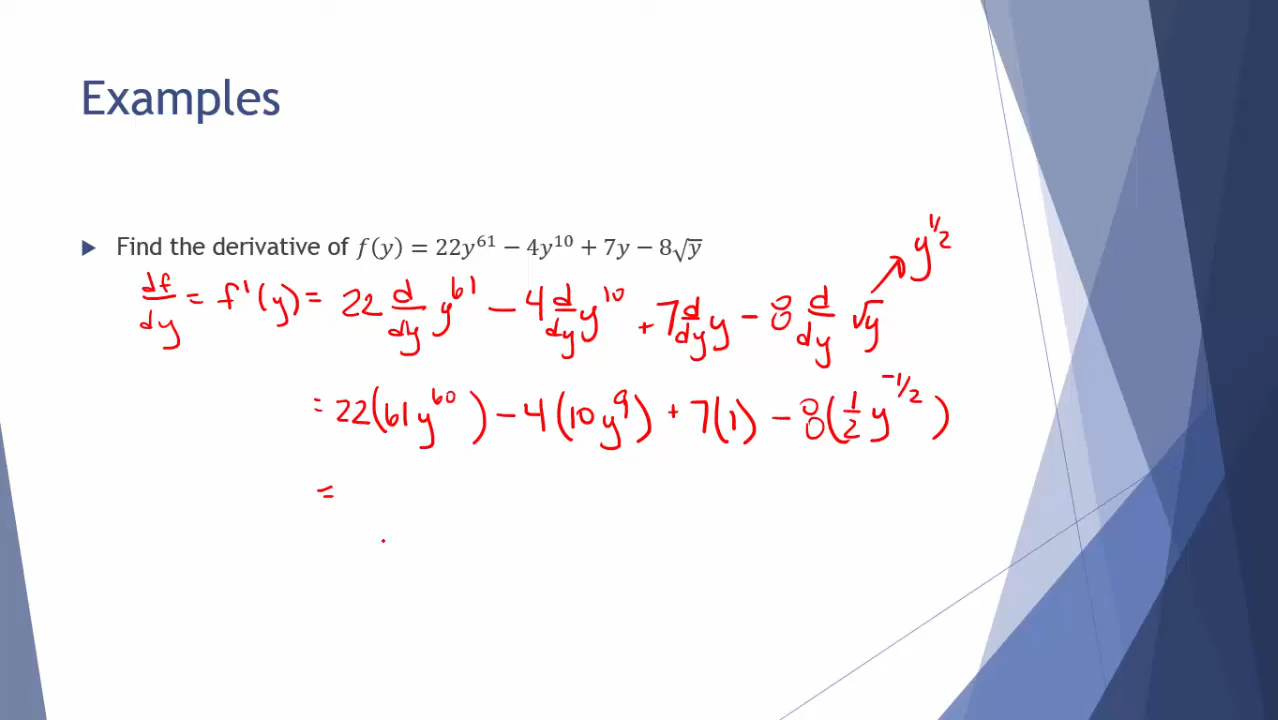 Examples
Find the derivative of f(y) = 22y^61 − 4y^10 + 7y − 8√y
y^1/2
df/dy = f'(y) = 22 d/dy y^61 − 4 d/dy y^10 + 7 d/dy y − 8 d/dy √y
= 22(61y^60) − 4(10y^9) + 7(1) − 8(1/2 y^-1/2)
=